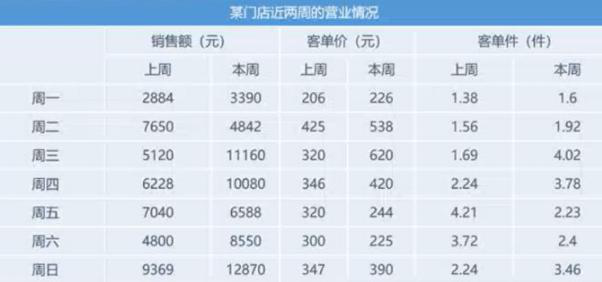 某门店近两周的营业情况
销售额（元） 客单价（元） 客单件（件）
上周 本周 上周 本周 上周 本周
周一 2884 3390 206 226 1.38 1.6
周二 7650 4842 425 538 1.56 1.92
周三 5120 11160 320 620 1.69 4.02
周四 6228 10080 346 420 2.24 3.78
周五 7040 6588 320 244 4.21 2.23
周六 4800 8550 300 225 3.72 2.4
周日 9369 12870 347 390 2.24 3.46